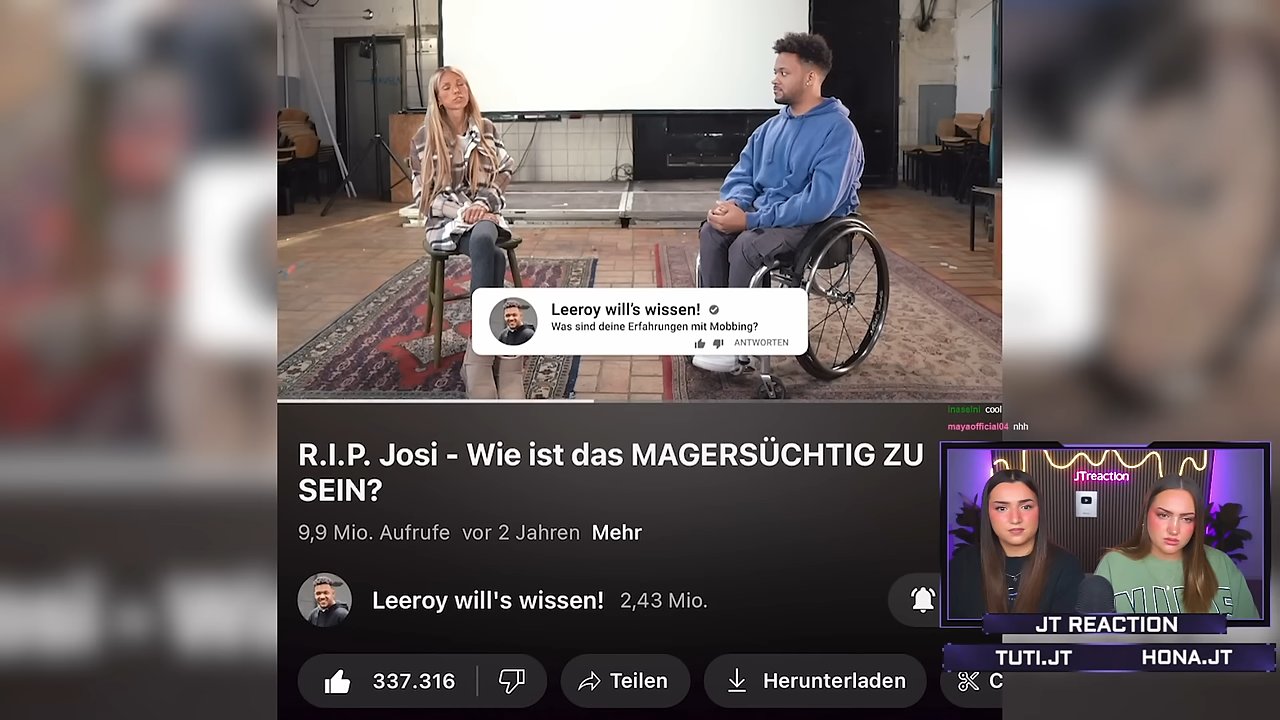 Leeroy will's wissen!
Was sind deine Erfahrungen mit Mobbing?
ANTWORTEN
inaselni cool
mayaofficial04 nhh
R.I.P. Josi - Wie ist das MAGERSÜCHTIG ZU
SEIN?
9,9 Mio. Aufrufe vor 2 Jahren Mehr
JTreaction
Leeroy will's wissen! 2,43 Mio.
JT REACTION
TUTI.JT HONA.JT
337.316 Teilen Herunterladen C